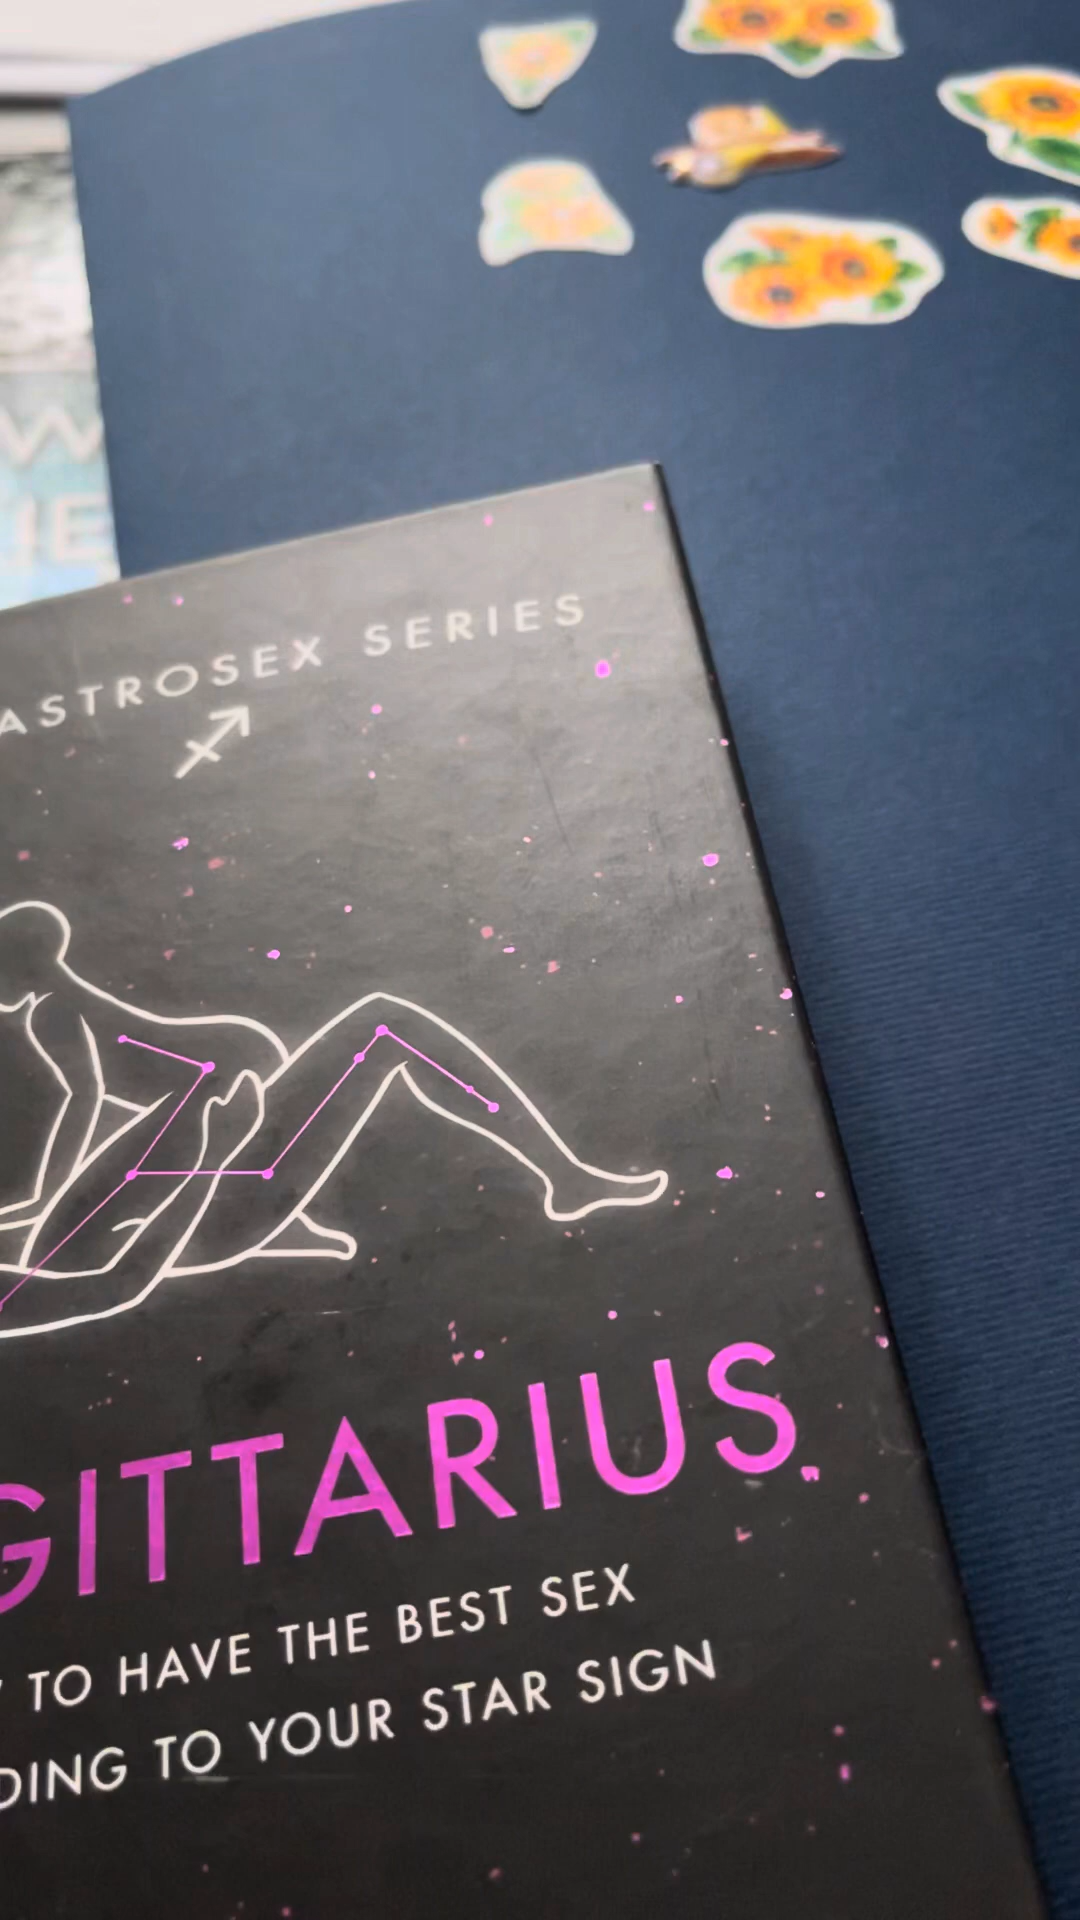 ASTROSEX SERIES
GITTARIUS
TO HAVE THE BEST SEX
DING TO YOUR STAR SIGN